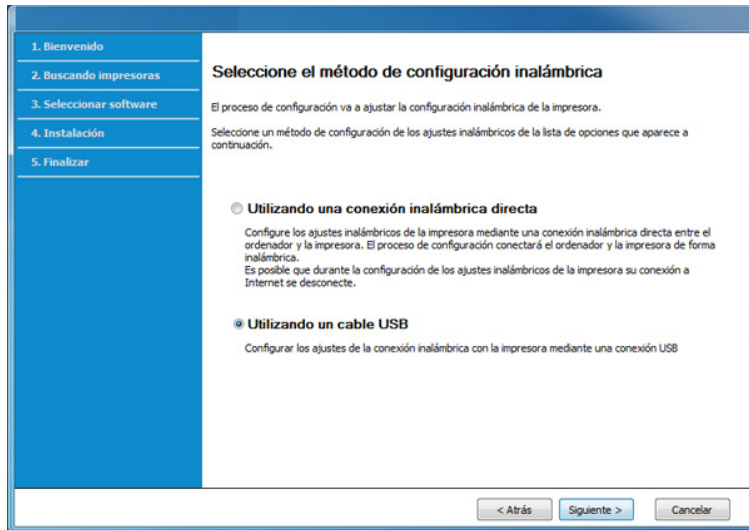 1. Bienvenido
2. Buscando impresoras
3. Seleccionar software
4. Instalación
5. Finalizar
Seleccione el método de configuración inalámbrica
El proceso de configuración va a ajustar la configuración inalámbrica de la impresora.
Seleccione un método de configuración de los ajustes inalámbricos de la lista de opciones que aparece a
continuación.
Utilizando una conexión inalámbrica directa
Configure los ajustes inalámbricos de la impresora mediante una conexión inalámbrica directa entre el
ordenador y la impresora. El proceso de configuración conectará el ordenador y la impresora de forma
inalámbrica.
Es posible que durante la configuración de los ajustes inalámbricos de la impresora su conexión a
Internet se desconecte.
Utilizando un cable USB
Configurar los ajustes de la conexión inalámbrica con la impresora mediante una conexión USB
< Atrás
Siguiente >
Cancelar